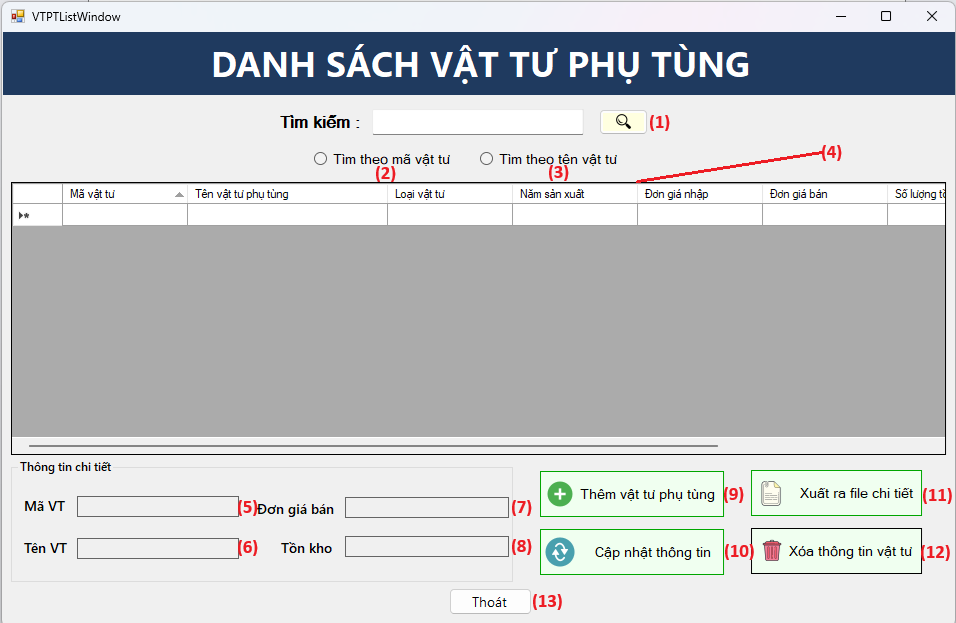 VTPTListWindow
DANH SÁCH VẬT TƯ PHỤ TÙNG
Tìm kiếm : (1)
Tìm theo mã vật tư Tìm theo tên vật tư (4)
(2) (3)
Mã vật tư Tên vật tư phụ tùng Loại vật tư Năm sản xuất Đơn giá nhập Đơn giá bán Số lượng
Thông tin chi tiết
Mã VT (5) Đơn giá bán (7) Thêm vật tư phụ tùng (9) Xuất ra file chi tiết (11)
Tên VT (6) Tồn kho (8) Cập nhật thông tin (10) Xóa thông tin vật tư (12)
Thoát (13)